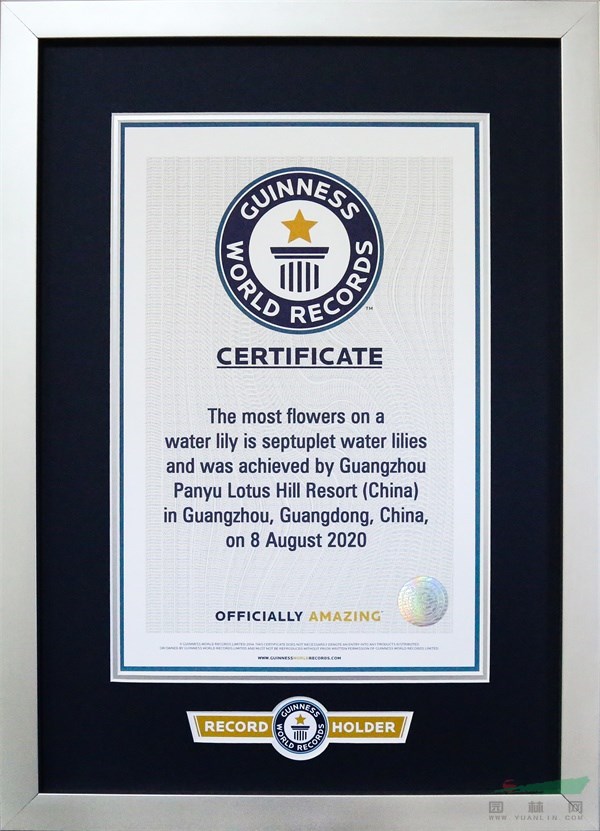 GUINNESS
WORLD RECORDS
TM
CERTIFICATE
The most flowers on a
water lily is septuplet water lilies
and was achieved by Guangzhou
Panyu Lotus Hill Resort (China)
in Guangzhou, Guangdong, China,
on 8 August 2020
OFFICIALLY AMAZING
WWW.GUINNESSWORLDRECORDS.COM
RECORD
GUINNESS
WORLD RECORDS
HOLDER
园林网
WWW.YUANLIN.COM